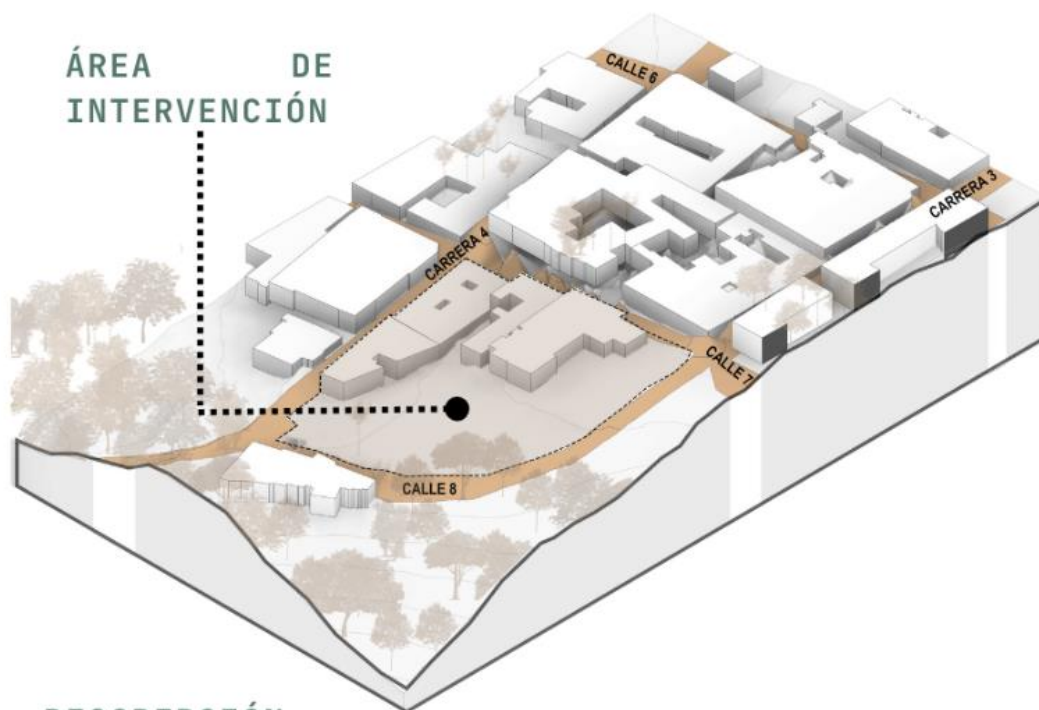 ÁREA DE
INTERVENCIÓN
CALLE 6
CARRERA 3
CARRERA 4
CALLE 7
CALLE 8